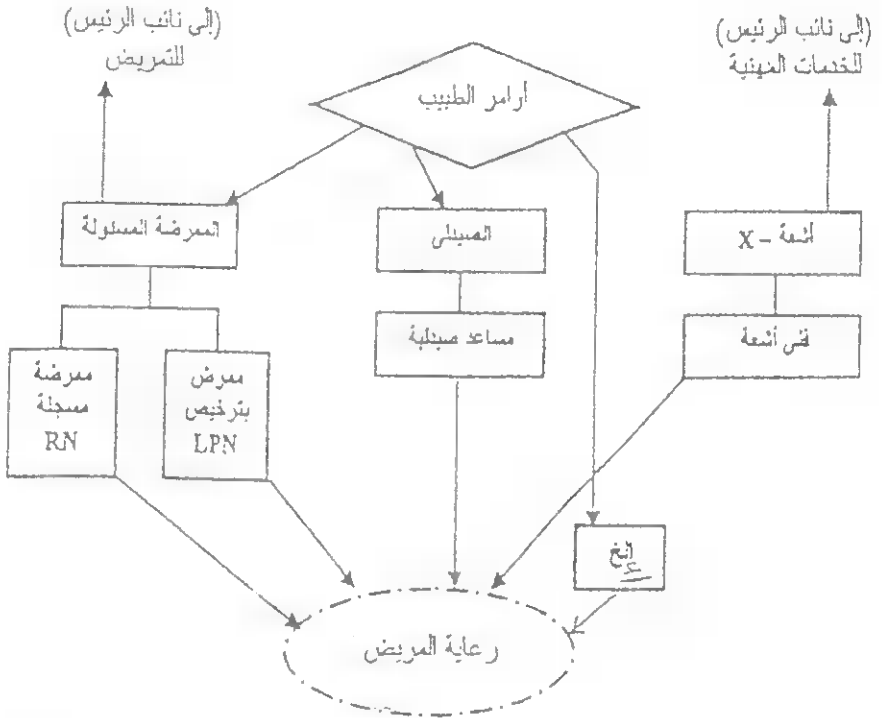 (إلى نائب الرئيس)
للتمريض
(إلى نائب الرئيس)
للخدمات المهنية
أوامر الطبيب
الممرضة المسئولة
الصيدلي
أشعة – X
مساعد صيدلية
فني أشعة
ممرضة
مسجلة
RN
ممرض
بترخيص
LPN
إلخ
رعاية المريض